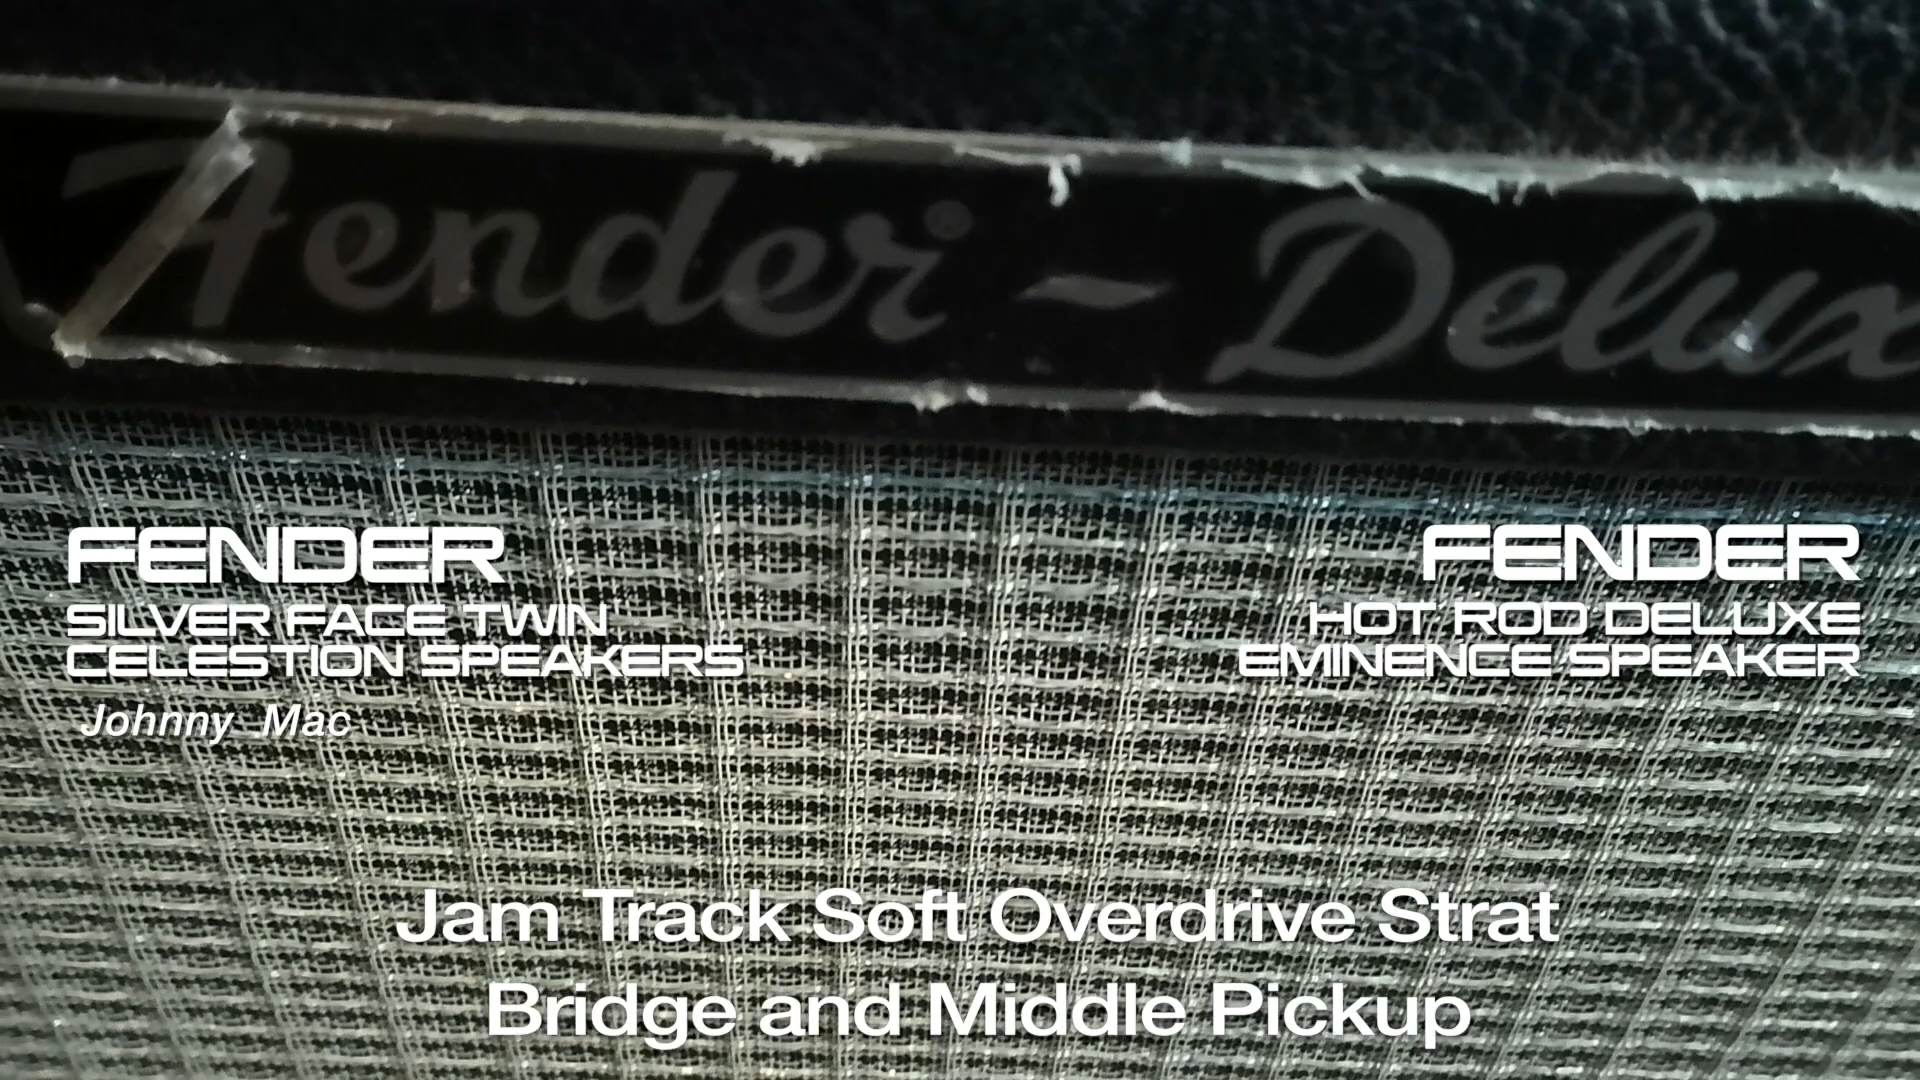 Fender® - Delux
FENDER
SILVER FACE TWIN
CELESTION SPEAKERS
Johnny Mac
FENDER
HOT ROD DELUXE
EMINENCE SPEAKER
Jam Track Soft Overdrive Strat
Bridge and Middle Pickup